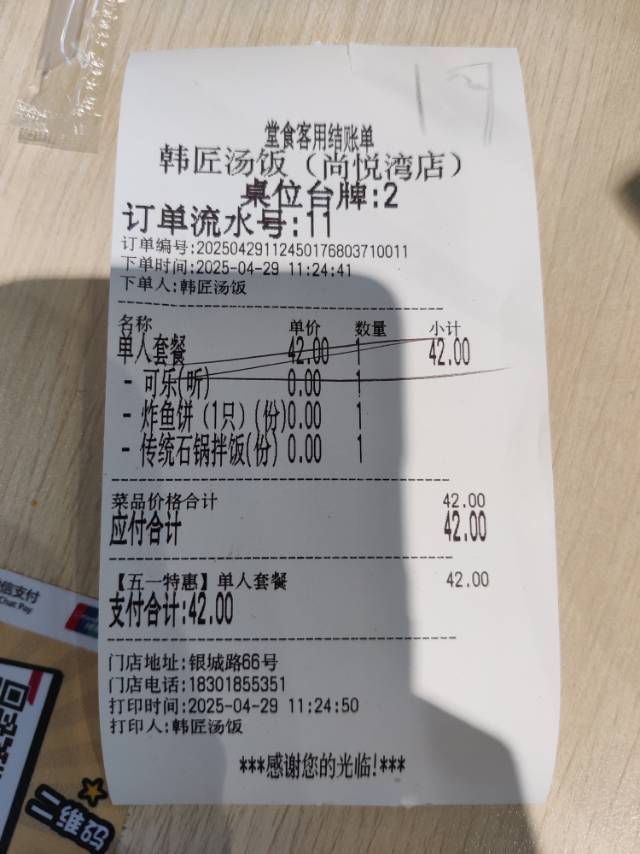 19
堂食客用结账单
韩匠汤饭（尚悦湾店）
桌位台牌:2
订单流水号:11
订单编号:20250429112450176803710011
下单时间:2025-04-29 11:24:41
下单人:韩匠汤饭
名称 单价 数量 小计
单人套餐 42.00 1 42.00
- 可乐(听) 0.00 1
- 炸鱼饼（1只）(份)0.00 1
- 传统石锅拌饭(份) 0.00 1
菜品价格合计 42.00
应付合计 42.00
【五一特惠】单人套餐 42.00
支付合计:42.00
门店地址:银城路66号
门店电话:18301855351
打印时间:2025-04-29 11:24:50
打印人:韩匠汤饭
***感谢您的光临!***
信支付
Chat Pay
二维码